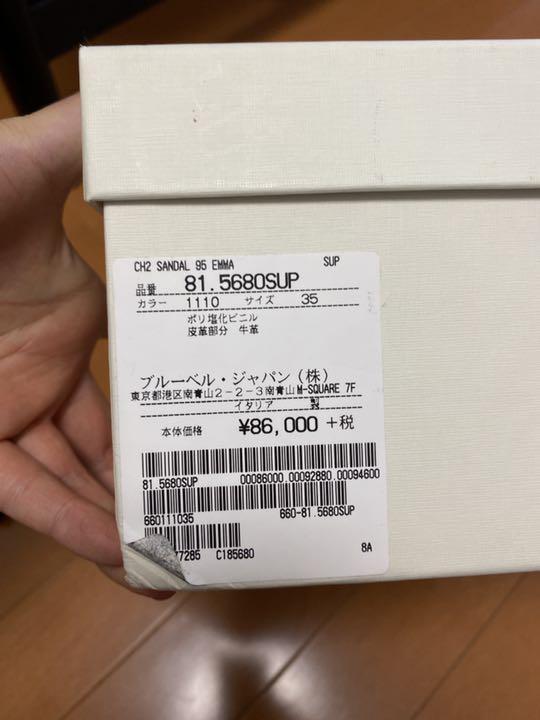 CH2 SANDAL 95 EMMA SUP
品番 81.5680SUP
カラー 1110 サイズ 35
ポリ塩化ビニル
皮革部分 牛革
ブルーベル・ジャパン(株)
東京都港区南青山2-2-3南青山M-SQUARE 7F
イタリア 製
本体価格 ¥86,000 +税
81.5680SUP 00086000.00092880.00094600
660111035 660-81.5680SUP
77285 C185680 8A